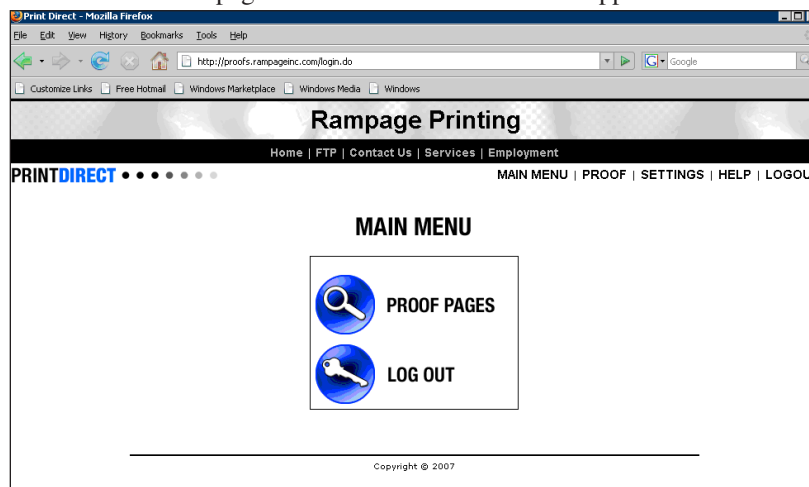 Print Direct - Mozilla Firefox
File Edit View History Bookmarks Tools Help
http://proofs.rampageinc.com/login.do
G Google
Customize Links Free Hotmail Windows Marketplace Windows Media Windows
Rampage Printing
Home | FTP | Contact Us | Services | Employment
PRINTDIRECT
MAIN MENU | PROOF | SETTINGS | HELP | LOGOU
MAIN MENU
PROOF PAGES
LOG OUT
Copyright © 2007